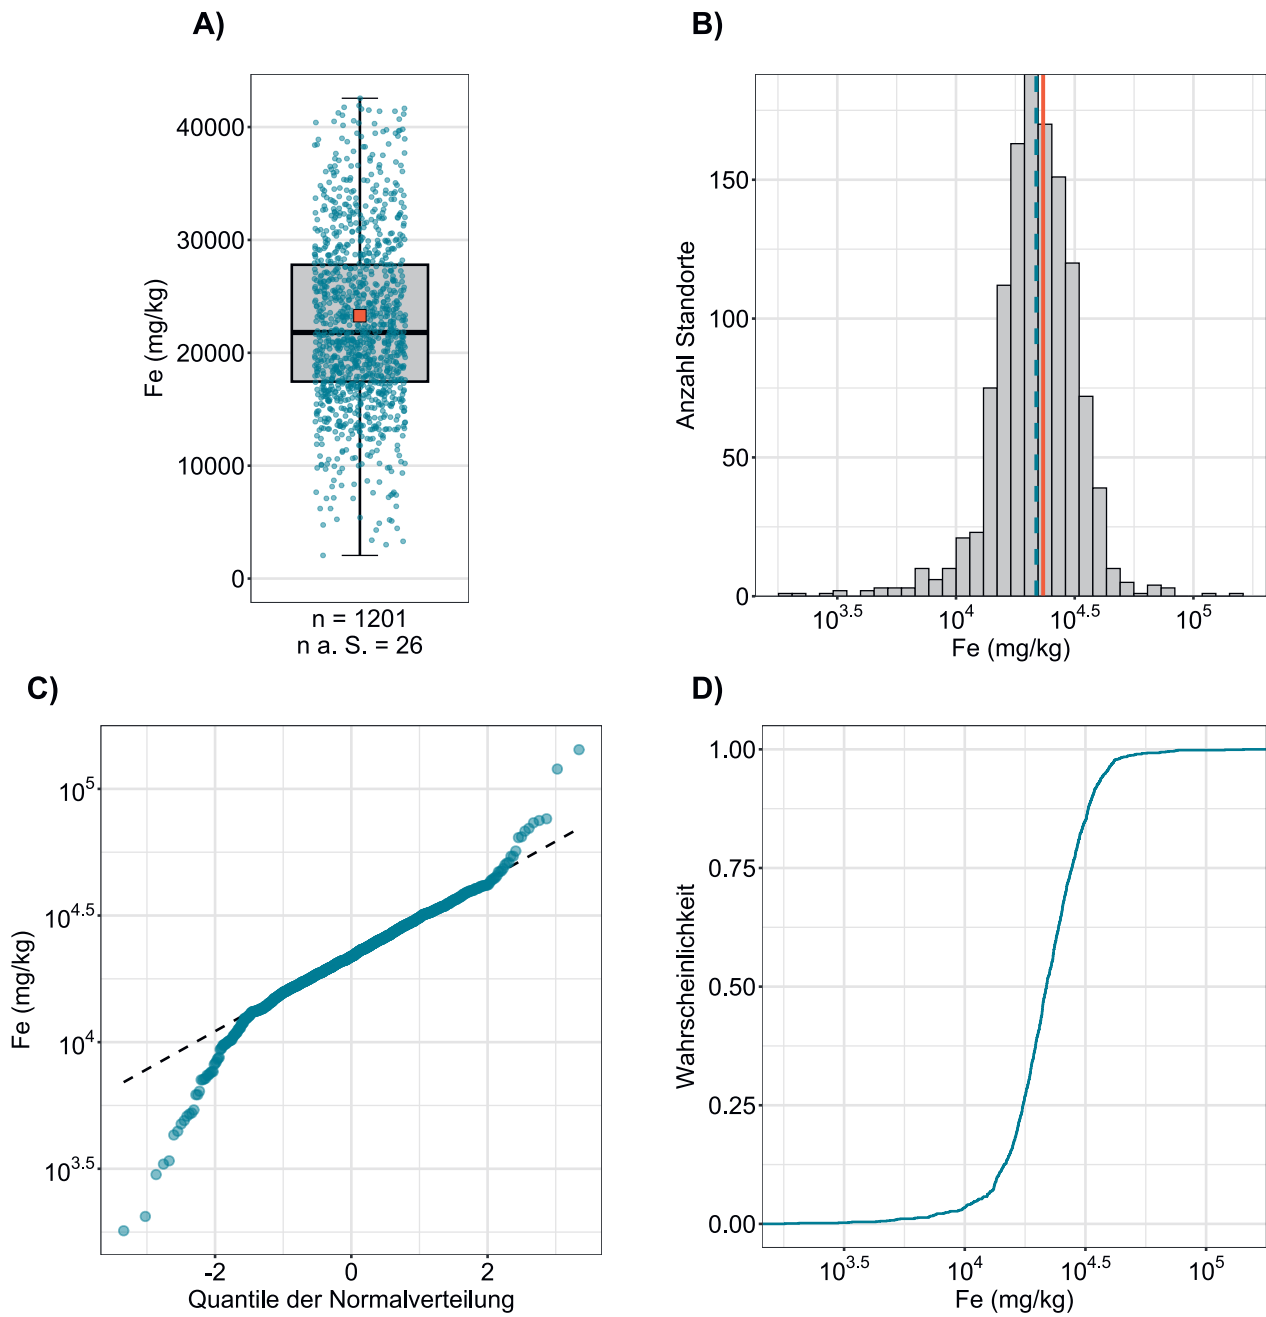 A)
Fe (mg/kg)
40000
30000
20000
10000
0
n = 1201
n a. S. = 26
B)
Anzahl Standorte
150
100
50
0
10^3.5 10^4 10^4.5 10^5
Fe (mg/kg)
C)
Fe (mg/kg)
10^5
10^4.5
10^4
10^3.5
-2 0 2
Quantile der Normalverteilung
D)
Wahrscheinlichkeit
1.00
0.75
0.50
0.25
0.00
10^3.5 10^4 10^4.5 10^5
Fe (mg/kg)